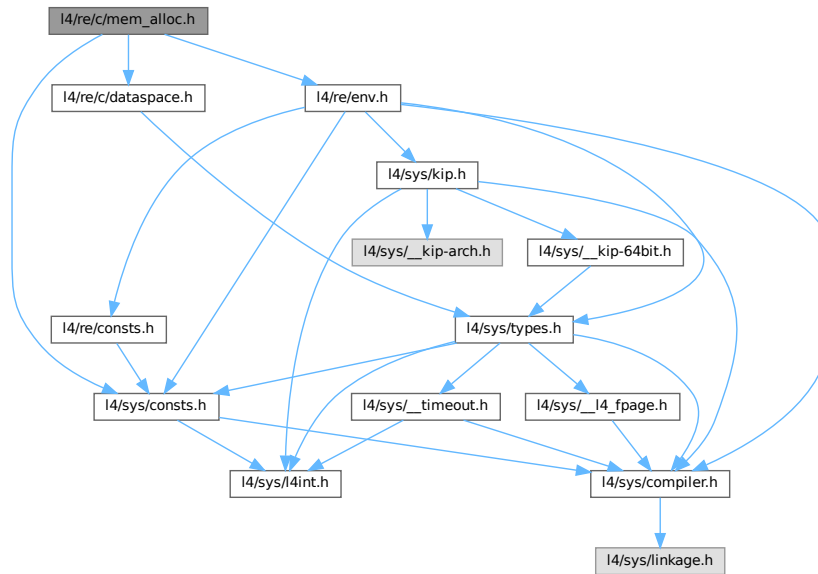 l4/re/c/mem_alloc.h
l4/re/c/dataspace.h
l4/re/env.h
l4/sys/kip.h
l4/sys/__kip-arch.h
l4/sys/__kip-64bit.h
l4/re/consts.h
l4/sys/types.h
l4/sys/consts.h
l4/sys/__timeout.h
l4/sys/__l4_fpage.h
l4/sys/l4int.h
l4/sys/compiler.h
l4/sys/linkage.h